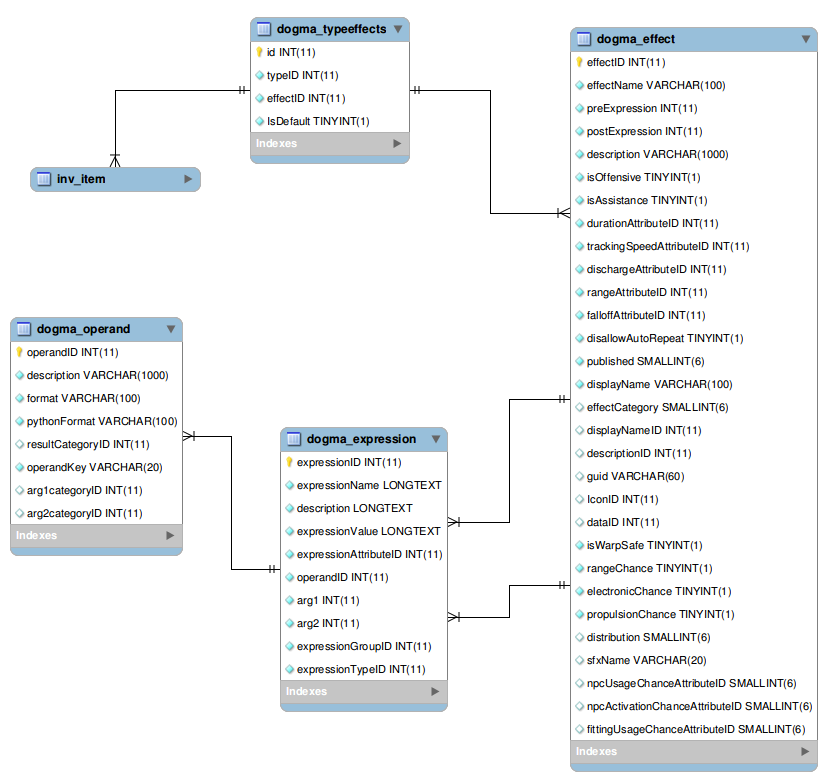 dogma_typeeffects
id INT(11)
typeID INT(11)
effectID INT(11)
IsDefault TINYINT(1)
Indexes
inv_item
dogma_effect
effectID INT(11)
effectName VARCHAR(100)
preExpression INT(11)
postExpression INT(11)
description VARCHAR(1000)
isOffensive TINYINT(1)
isAssistance TINYINT(1)
durationAttributeID INT(11)
trackingSpeedAttributeID INT(11)
dischargeAttributeID INT(11)
rangeAttributeID INT(11)
falloffAttributeID INT(11)
disallowAutoRepeat TINYINT(1)
published SMALLINT(6)
displayName VARCHAR(100)
effectCategory SMALLINT(6)
displayNameID INT(11)
descriptionID INT(11)
guid VARCHAR(60)
IconID INT(11)
dataID INT(11)
isWarpSafe TINYINT(1)
rangeChance TINYINT(1)
electronicChance TINYINT(1)
propulsionChance TINYINT(1)
distribution SMALLINT(6)
sfxName VARCHAR(20)
npcUsageChanceAttributeID SMALLINT(6)
npcActivationChanceAttributeID SMALLINT(6)
fittingUsageChanceAttributeID SMALLINT(6)
Indexes
dogma_operand
operandID INT(11)
description VARCHAR(1000)
format VARCHAR(100)
pythonFormat VARCHAR(100)
resultCategoryID INT(11)
operandKey VARCHAR(20)
arg1categoryID INT(11)
arg2categoryID INT(11)
Indexes
dogma_expression
expressionID INT(11)
expressionName LONGTEXT
description LONGTEXT
expressionValue LONGTEXT
expressionAttributeID INT(11)
operandID INT(11)
arg1 INT(11)
arg2 INT(11)
expressionGroupID INT(11)
expressionTypeID INT(11)
Indexes